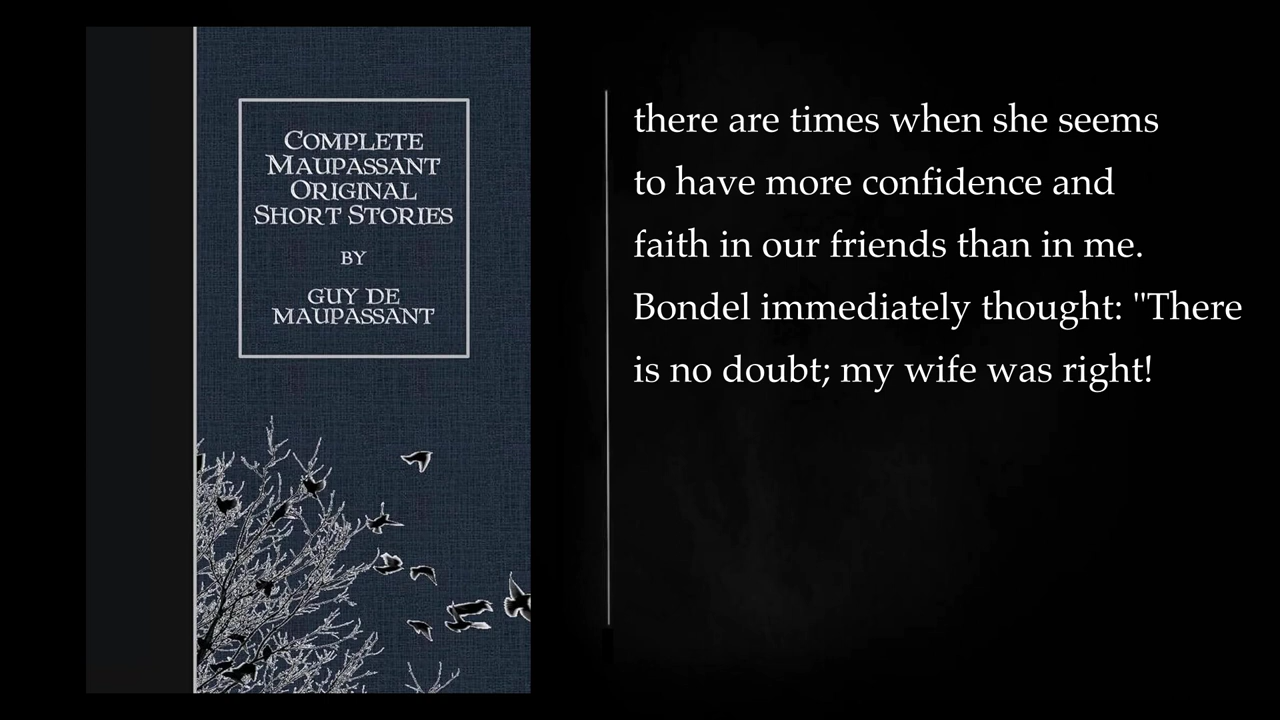 COMPLETE
MAUPASSANT
ORIGINAL
SHORT STORIES
BY
GUY DE
MAUPASSANT
there are times when she seems
to have more confidence and
faith in our friends than in me.
Bondel immediately thought: "There
is no doubt; my wife was right!